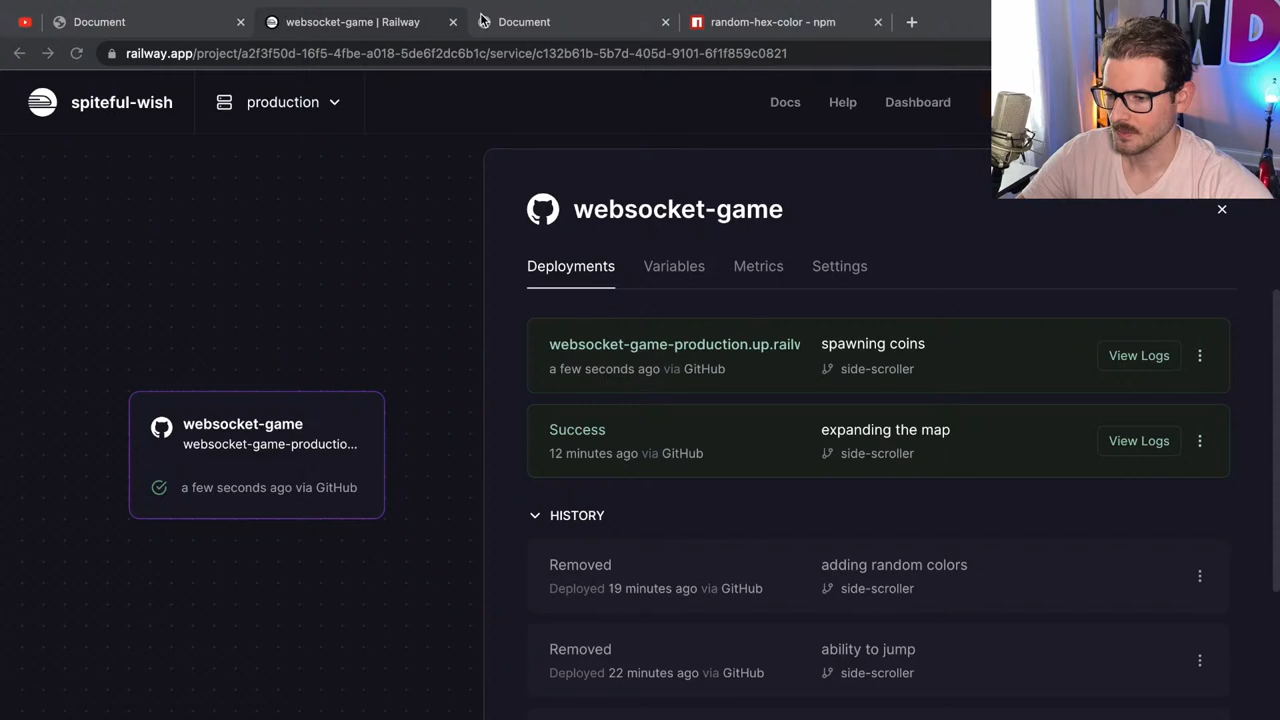 Document
websocket-game | Railway
Document
random-hex-color - npm
railway.app/project/a2f3f50d-16f5-4fbe-a018-5de6f2dc6b1c/service/c132b61b-5b7d-405d-9101-6f1f859c0821
spiteful-wish
production
Docs
Help
Dashboard
websocket-game
Deployments
Variables
Metrics
Settings
websocket-game-production.up.railw
spawning coins
a few seconds ago via GitHub
side-scroller
View Logs
Success
expanding the map
12 minutes ago via GitHub
side-scroller
View Logs
HISTORY
Removed
adding random colors
Deployed 19 minutes ago via GitHub
side-scroller
Removed
ability to jump
Deployed 22 minutes ago via GitHub
side-scroller
websocket-game
websocket-game-productio...
a few seconds ago via GitHub